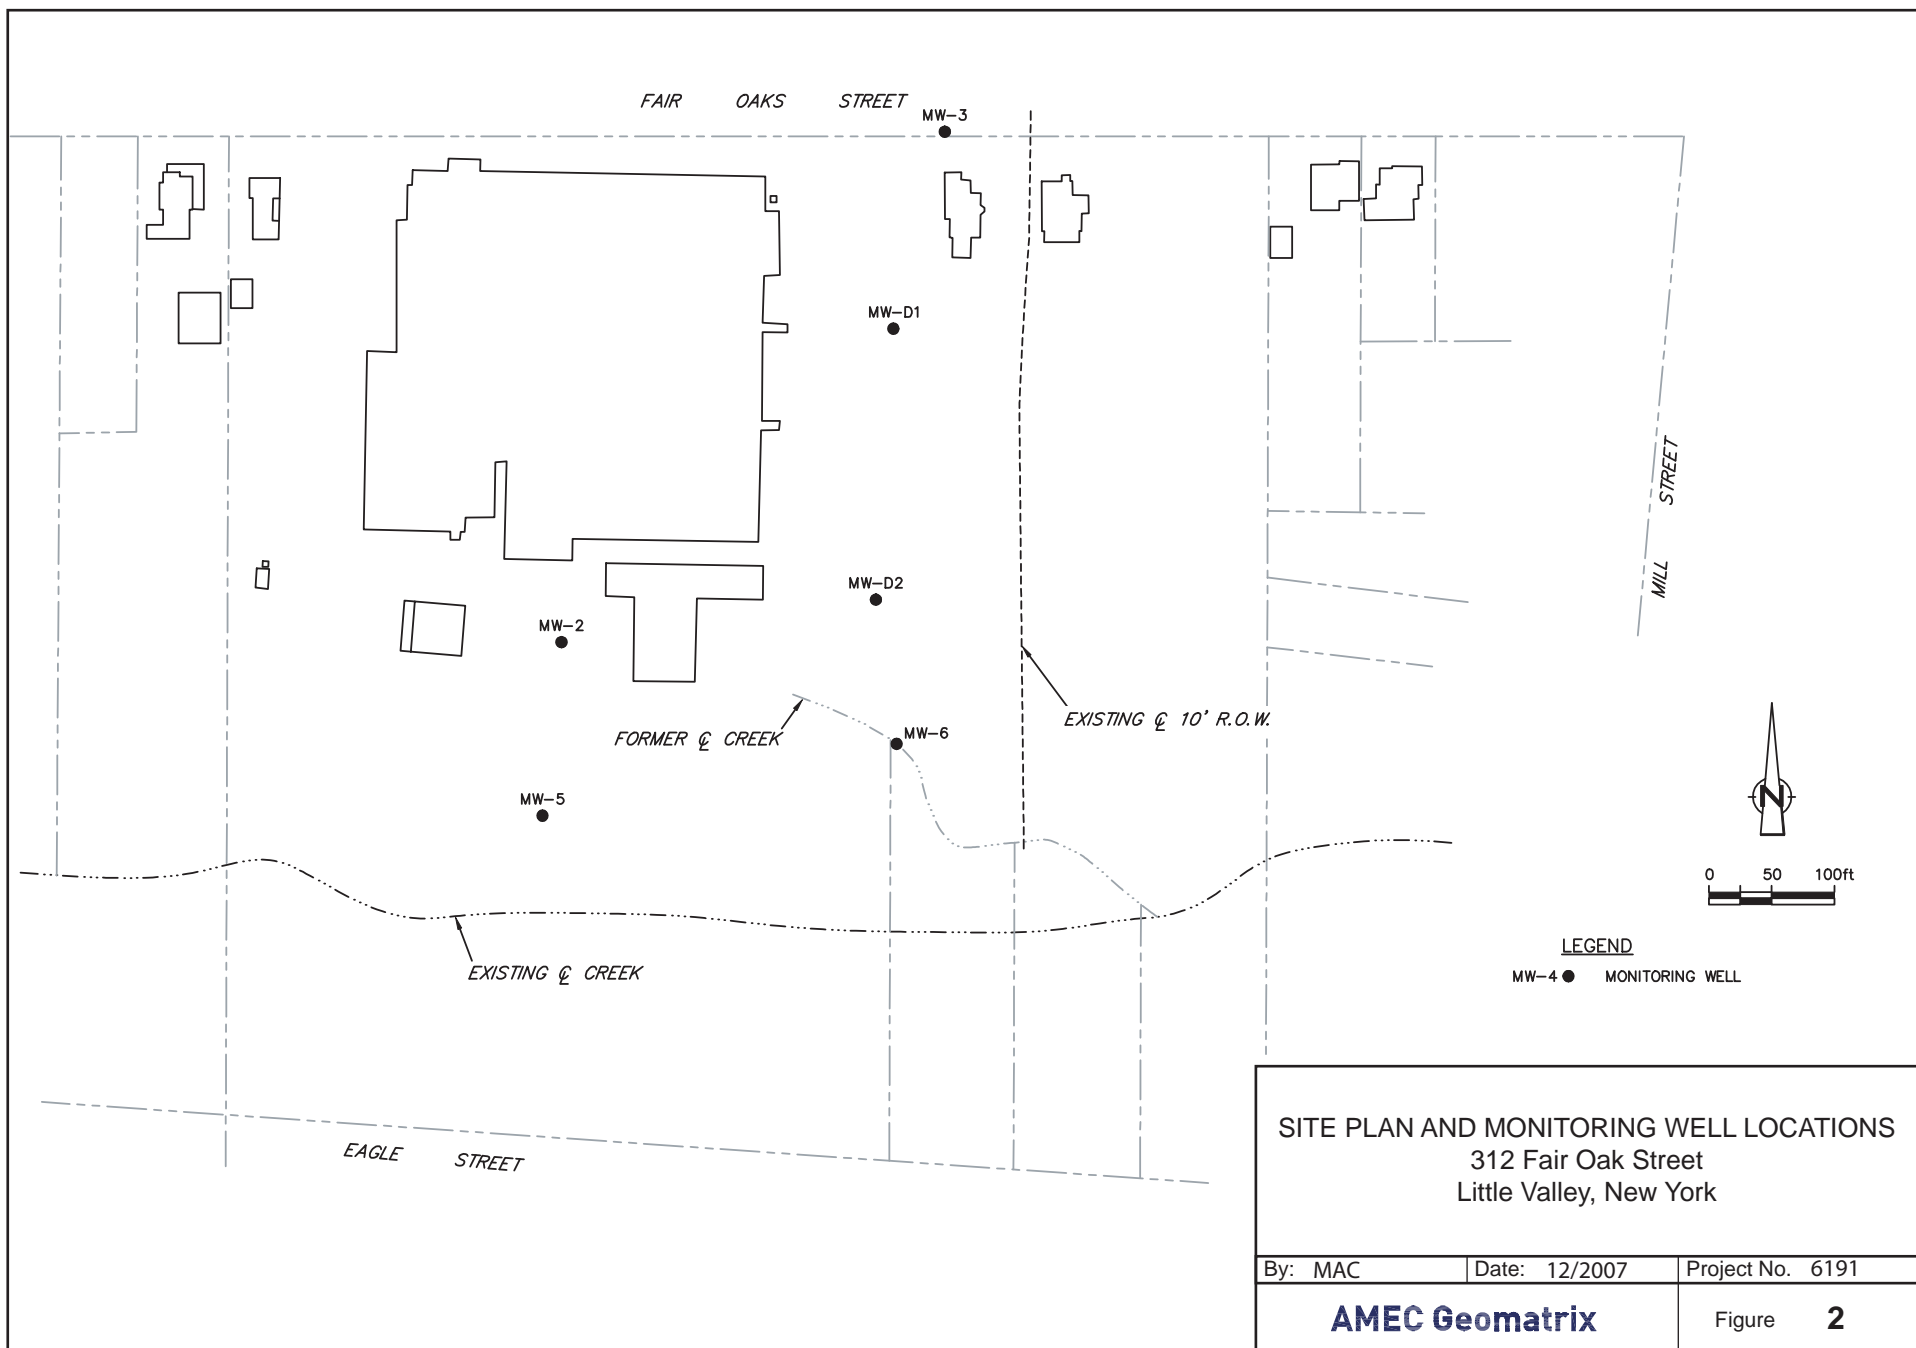 FAIR OAKS STREET
MW-3
MW-D1
MILL STREET
MW-D2
MW-2
EXISTING ℄ 10' R.O.W.
FORMER ℄ CREEK
MW-6
MW-5
N
0 50 100ft
EXISTING ℄ CREEK
LEGEND
MW-4 MONITORING WELL
EAGLE STREET
SITE PLAN AND MONITORING WELL LOCATIONS
312 Fair Oak Street
Little Valley, New York
By: MAC Date: 12/2007 Project No. 6191
AMEC Geomatrix Figure 2